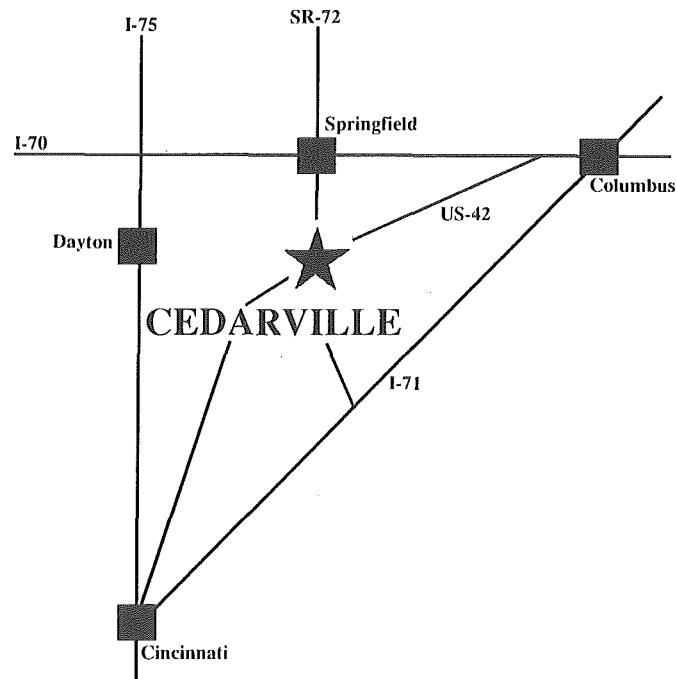 I-75
SR-72
Springfield
I-70
Columbus
US-42
Dayton
CEDARVILLE
I-71
Cincinnati